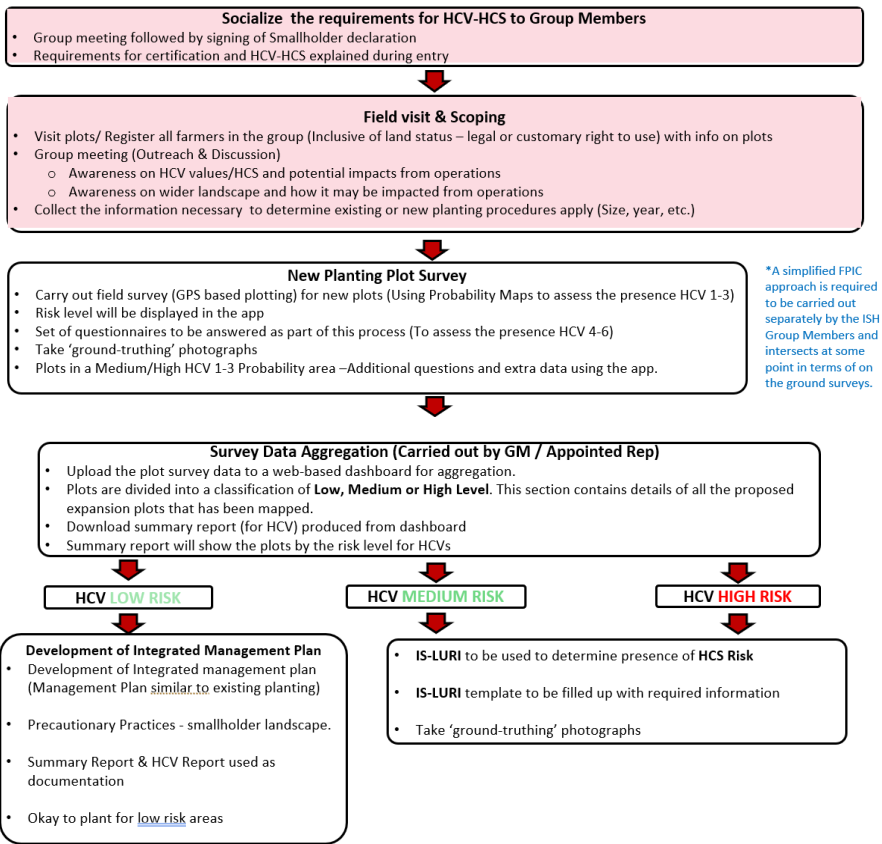 Socialize the requirements for HCV-HCS to Group Members
• Group meeting followed by signing of Smallholder declaration
• Requirements for certification and HCV-HCS explained during entry
Field visit & Scoping
• Visit plots/ Register all farmers in the group (Inclusive of land status – legal or customary right to use) with info on plots
• Group meeting (Outreach & Discussion)
o Awareness on HCV values/HCS and potential impacts from operations
o Awareness on wider landscape and how it may be impacted from operations
• Collect the information necessary to determine existing or new planting procedures apply (Size, year, etc.)
New Planting Plot Survey
• Carry out field survey (GPS based plotting) for new plots (Using Probability Maps to assess the presence HCV 1-3)
• Risk level will be displayed in the app
• Set of questionnaires to be answered as part of this process (To assess the presence HCV 4-6)
• Take ‘ground-truthing’ photographs
• Plots in a Medium/High HCV 1-3 Probability area –Additional questions and extra data using the app.
*A simplified FPIC
approach is required
to be carried out
separately by the ISH
Group Members and
intersects at some
point in terms of on
the ground surveys.
Survey Data Aggregation (Carried out by GM / Appointed Rep)
• Upload the plot survey data to a web-based dashboard for aggregation.
• Plots are divided into a classification of Low, Medium or High Level. This section contains details of all the proposed
expansion plots that has been mapped.
• Download summary report (for HCV) produced from dashboard
• Summary report will show the plots by the risk level for HCVs
HCV LOW RISK
HCV MEDIUM RISK
HCV HIGH RISK
Development of Integrated Management Plan
• Development of Integrated management plan
(Management Plan similar to existing planting)
• Precautionary Practices - smallholder landscape.
• Summary Report & HCV Report used as
documentation
• Okay to plant for low risk areas
• IS-LURI to be used to determine presence of HCS Risk
• IS-LURI template to be filled up with required information
• Take ‘ground-truthing’ photographs